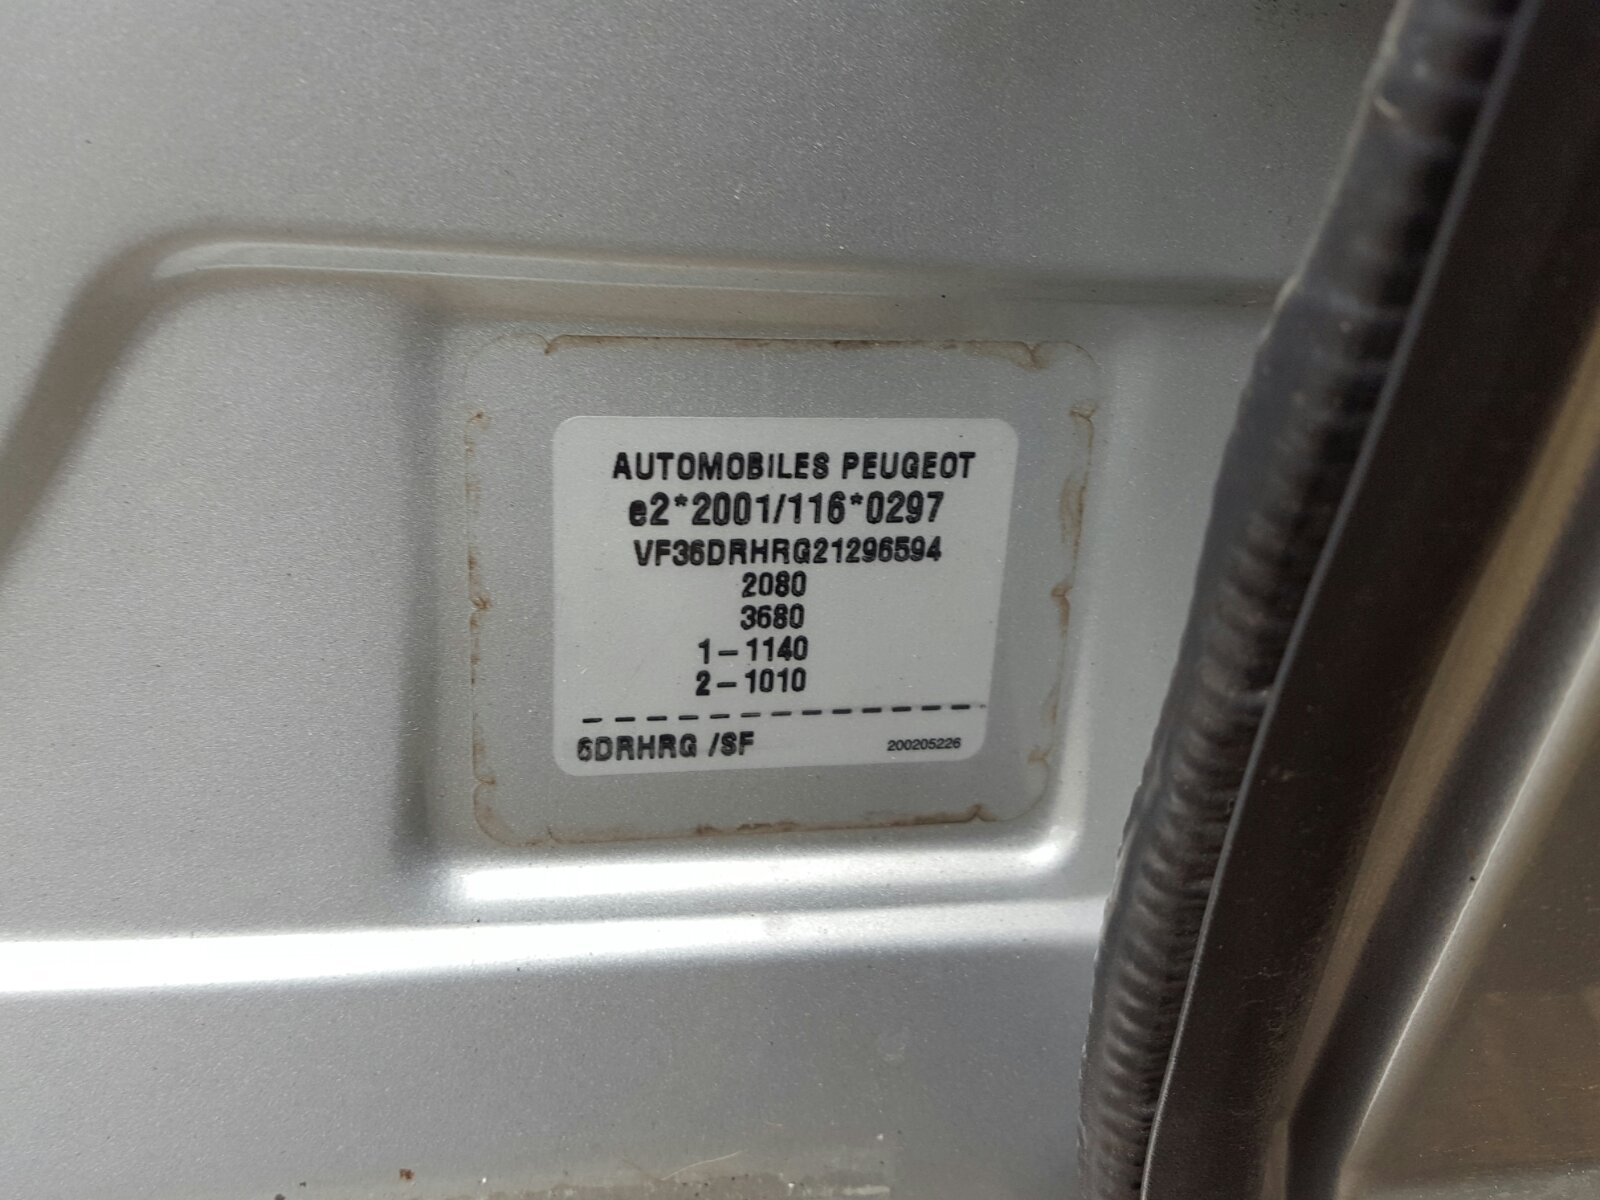 AUTOMOBILES PEUGEOT
e2*2001/116*0297
VF36DRHRG21296594
2080
3680
1-1140
2-1010
6DRHRG /SF 200205226